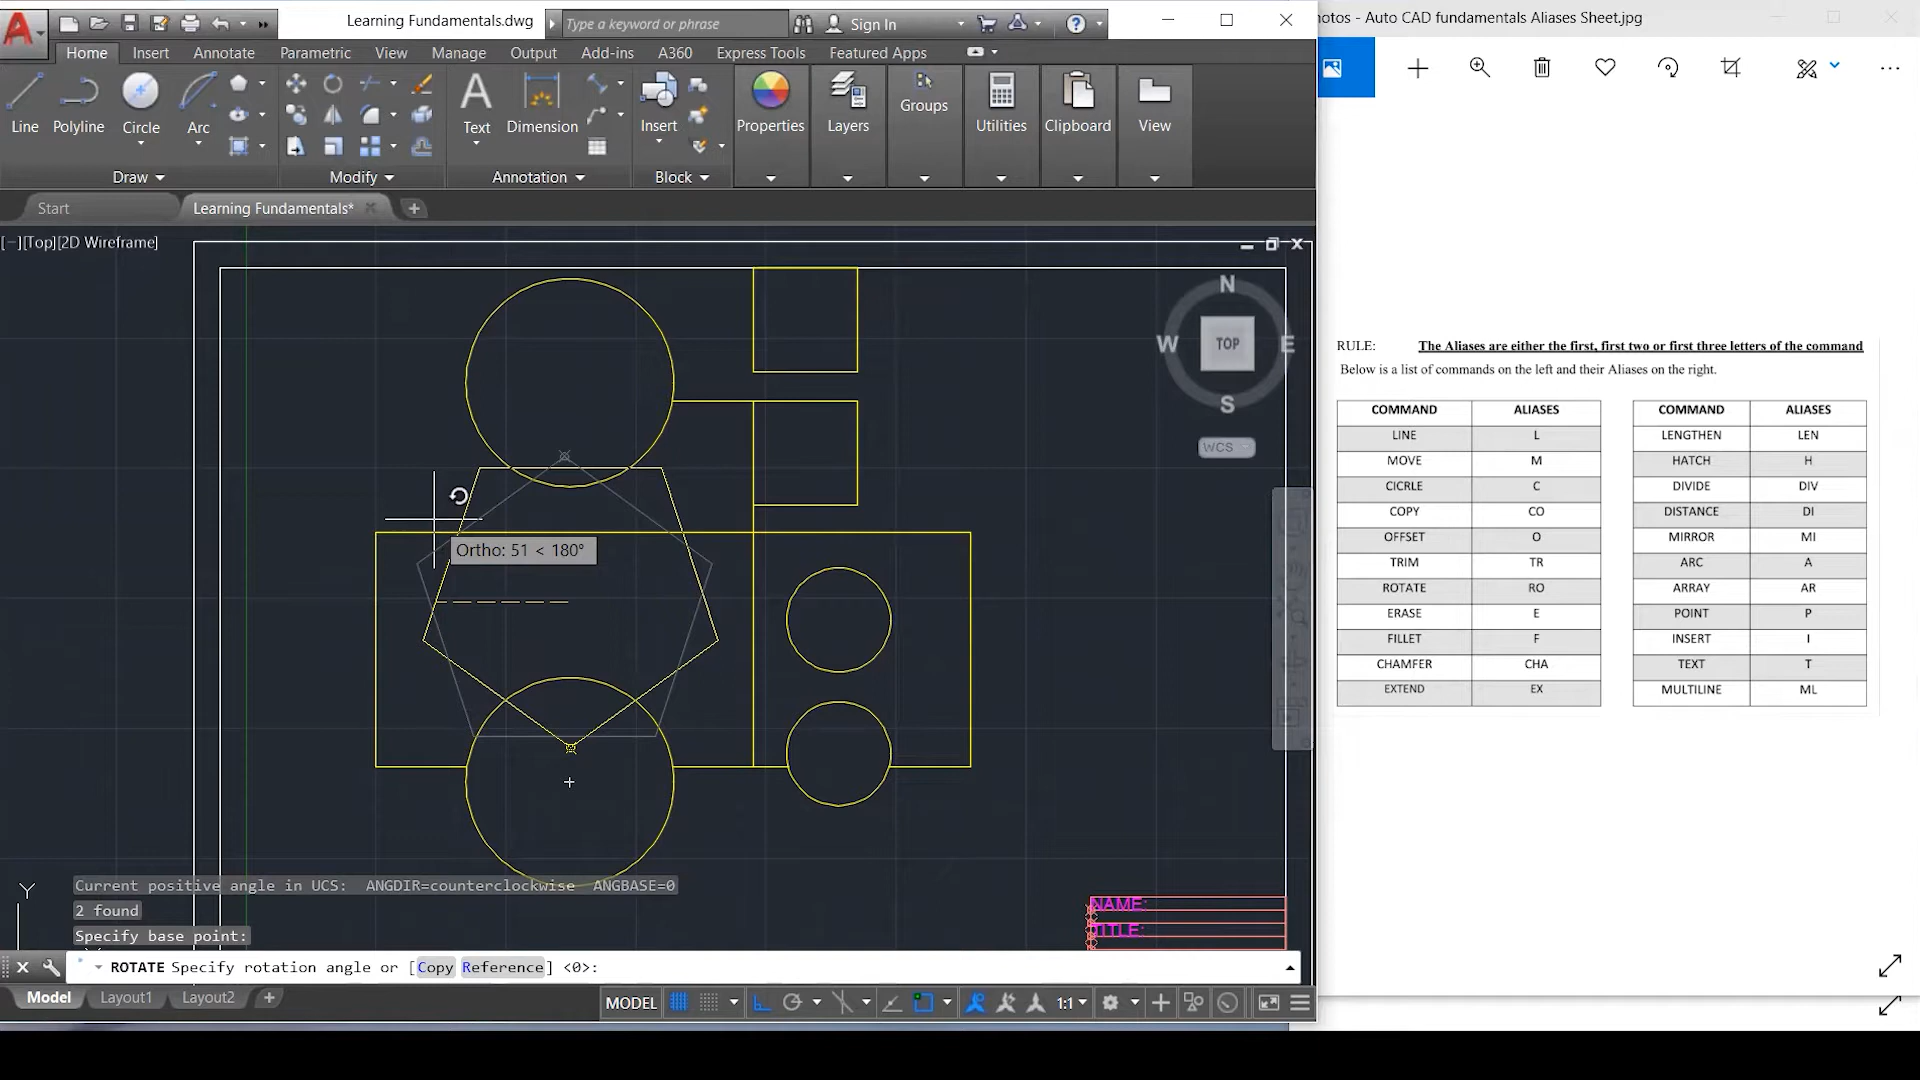 Learning Fundamentals.dwg
Type a keyword or phrase
Sign In
Home Insert Annotate Parametric View Manage Output Add-ins A360 Express Tools Featured Apps
Line Polyline Circle Arc Text Dimension Insert Properties Layers Groups Utilities Clipboard View
Draw Modify Annotation Block
Start Learning Fundamentals*
[−][Top][2D Wireframe]
N
W TOP E
S
WCS
Ortho: 51 < 180°
Current positive angle in UCS: ANGDIR=counterclockwise ANGBASE=0
2 found
Specify base point:
Y
NAME:
TITLE:
ROTATE Specify rotation angle or [Copy Reference] <0>:
Model Layout1 Layout2
MODEL 1:1
hotos - Auto CAD fundamentals Aliases Sheet.jpg
RULE: The Aliases are either the first, first two or first three letters of the command
Below is a list of commands on the left and their Aliases on the right.
COMMAND ALIASES
LINE L
MOVE M
CICRLE C
COPY CO
OFFSET O
TRIM TR
ROTATE RO
ERASE E
FILLET F
CHAMFER CHA
EXTEND EX
COMMAND ALIASES
LENGTHEN LEN
HATCH H
DIVIDE DIV
DISTANCE DI
MIRROR MI
ARC A
ARRAY AR
POINT P
INSERT I
TEXT T
MULTILINE ML